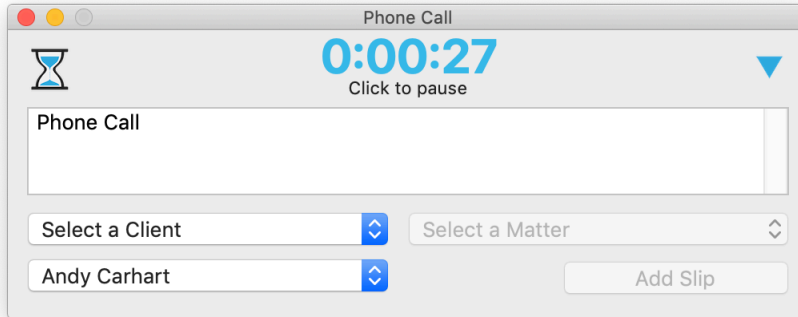 Phone Call
0:00:27
Click to pause
Phone Call
Select a Client
Select a Matter
Andy Carhart
Add Slip